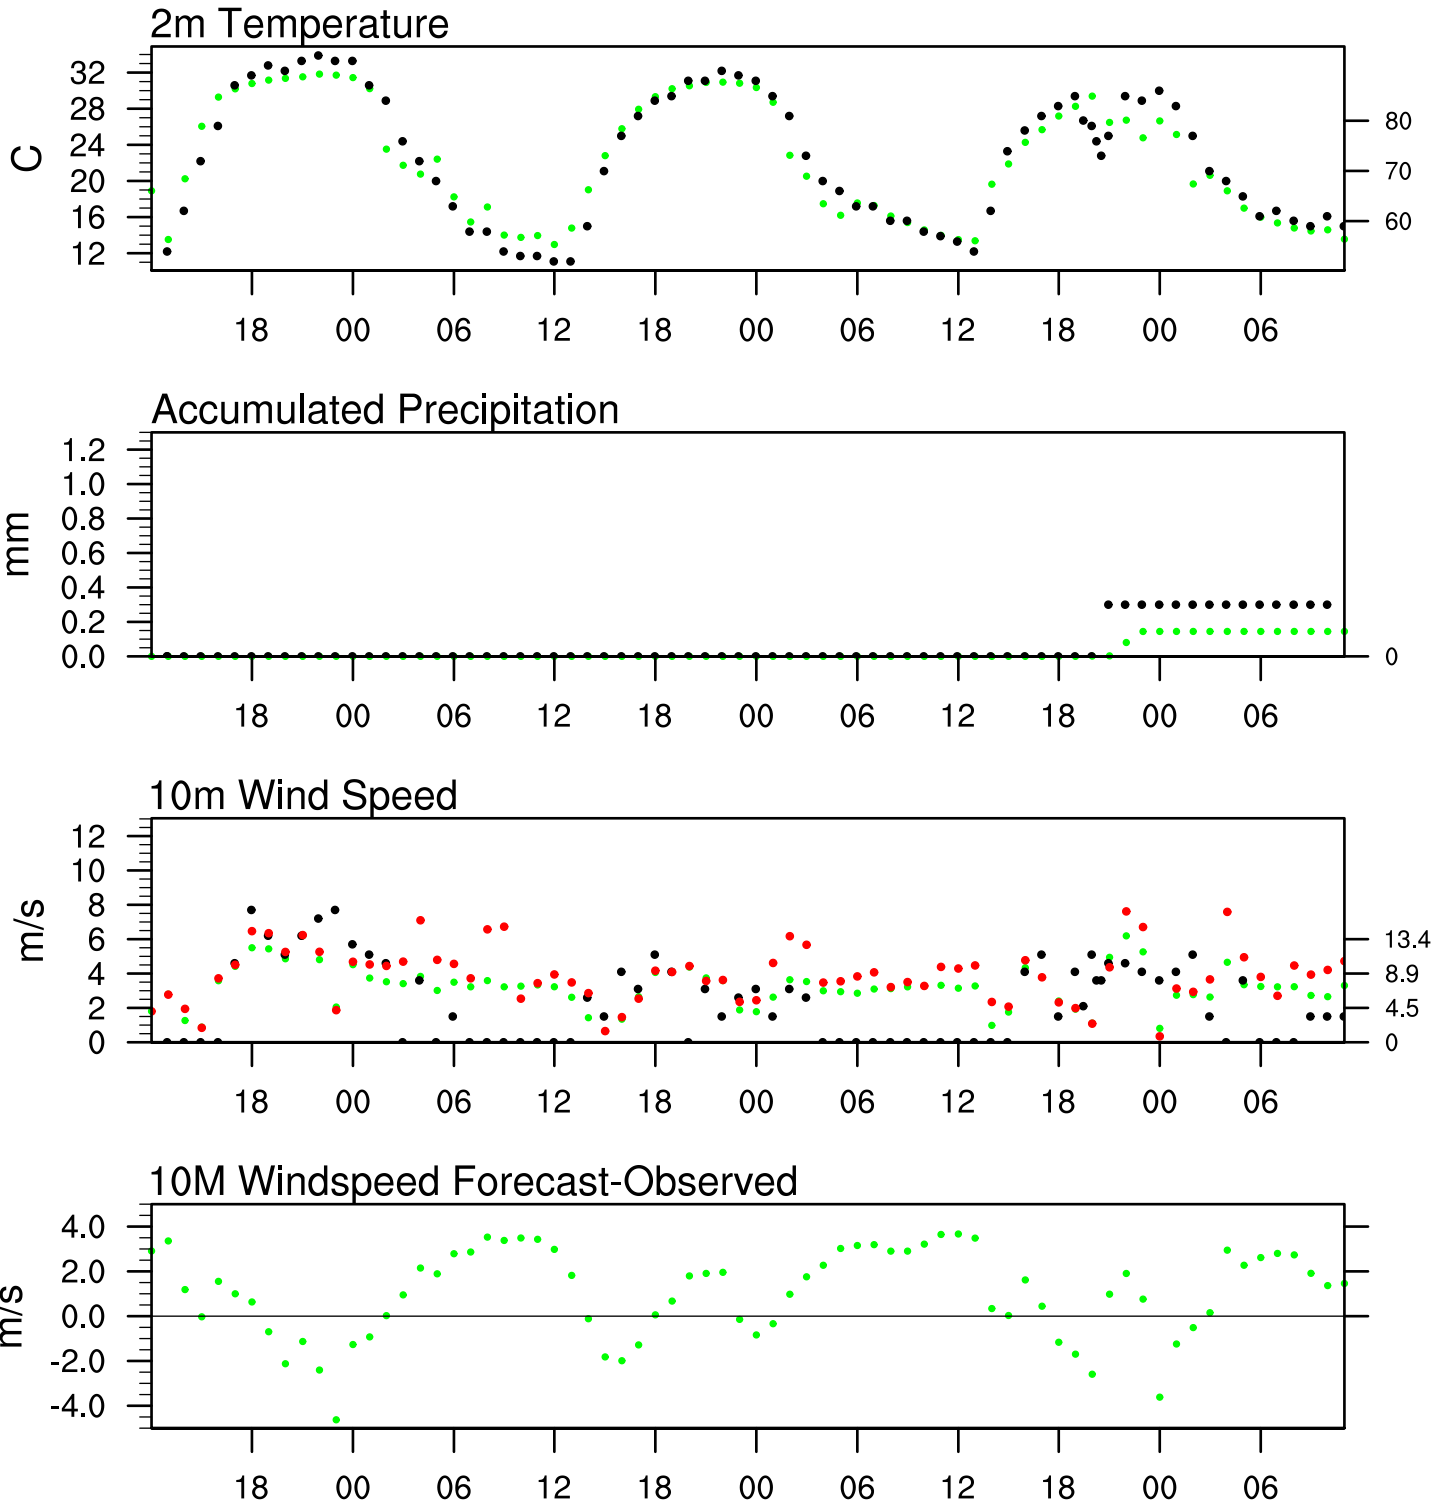 2m Temperature
C
32
28
24
20
16
12
80
70
60
18 00 06 12 18 00 06 12 18 00 06
Accumulated Precipitation
mm
1.2
1.0
0.8
0.6
0.4
0.2
0.0
0
18 00 06 12 18 00 06 12 18 00 06
10m Wind Speed
m/s
12
10
8
6
4
2
0
13.4
8.9
4.5
0
18 00 06 12 18 00 06 12 18 00 06
10M Windspeed Forecast-Observed
m/s
4.0
2.0
0.0
-2.0
-4.0
18 00 06 12 18 00 06 12 18 00 06